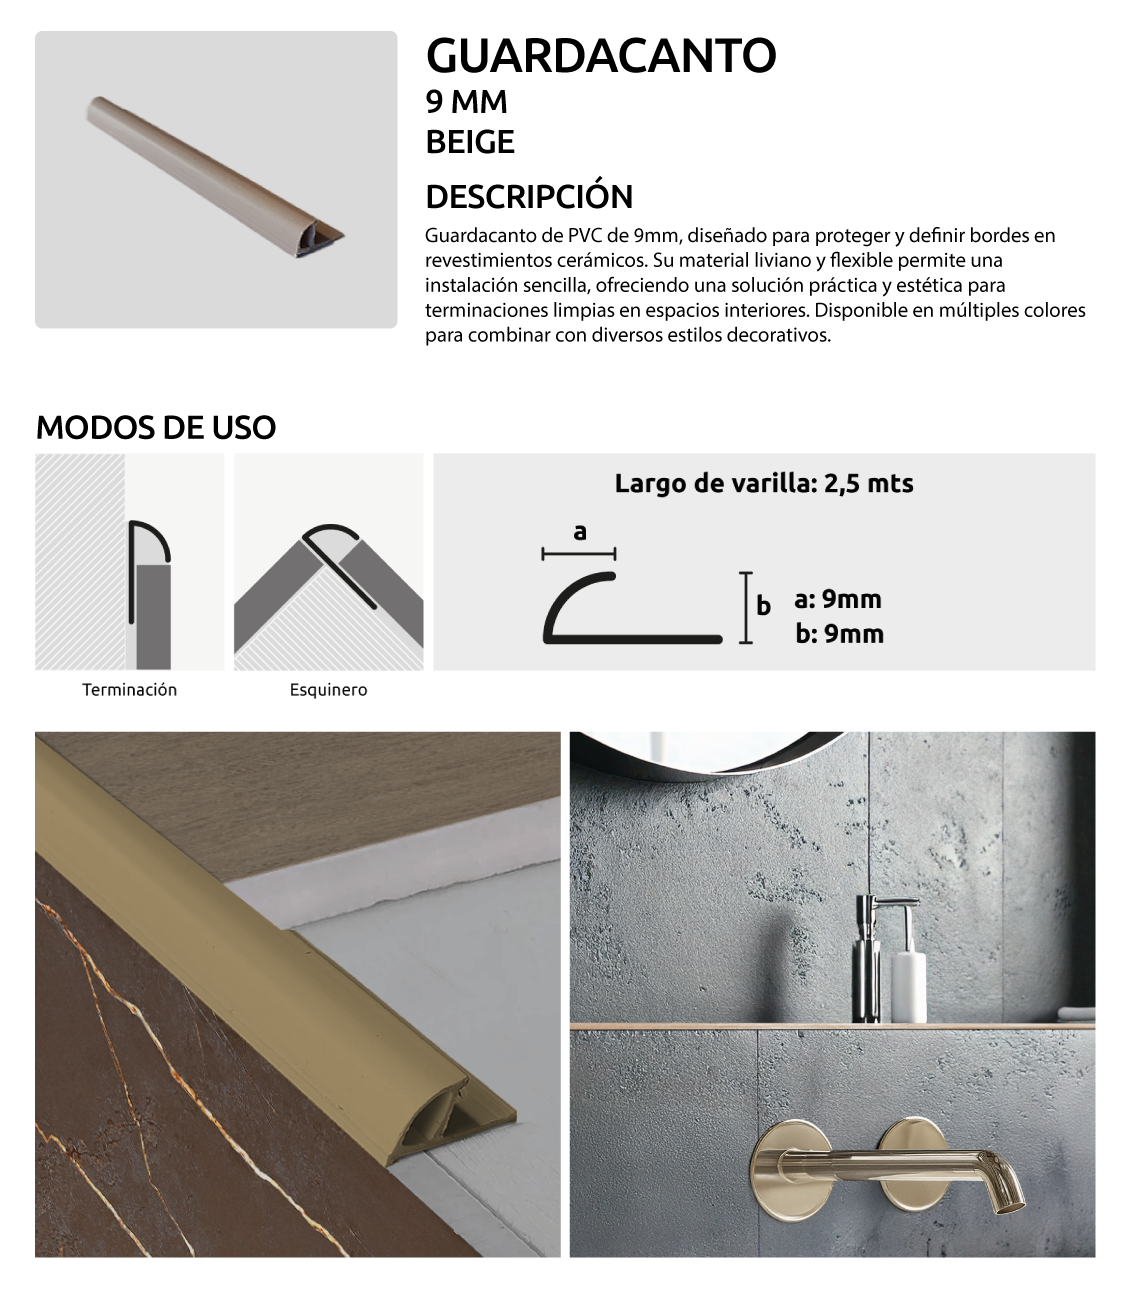 GUARDACANTO
9 MM
BEIGE
DESCRIPCIÓN
Guardacanto de PVC de 9mm, diseñado para proteger y definir bordes en
revestimientos cerámicos. Su material liviano y flexible permite una
instalación sencilla, ofreciendo una solución práctica y estética para
terminaciones limpias en espacios interiores. Disponible en múltiples colores
para combinar con diversos estilos decorativos.
MODOS DE USO
Terminación
Esquinero
Largo de varilla: 2,5 mts
a
b
a: 9mm
b: 9mm